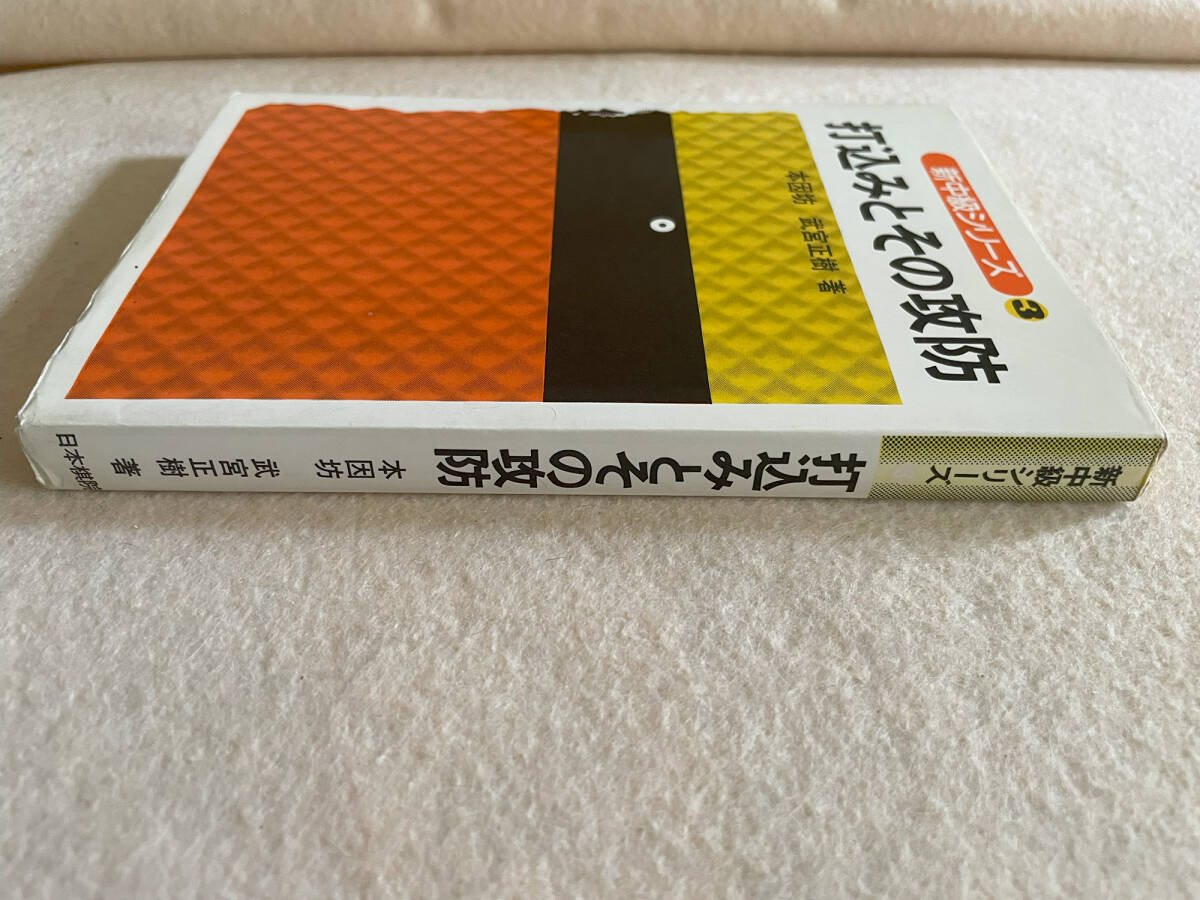 新中級シリーズ 3
打込みとその攻防
本因坊 武宮正樹 著
新中級シリーズ
打込みとその攻防
本因坊 武宮正樹 著
日本棋院